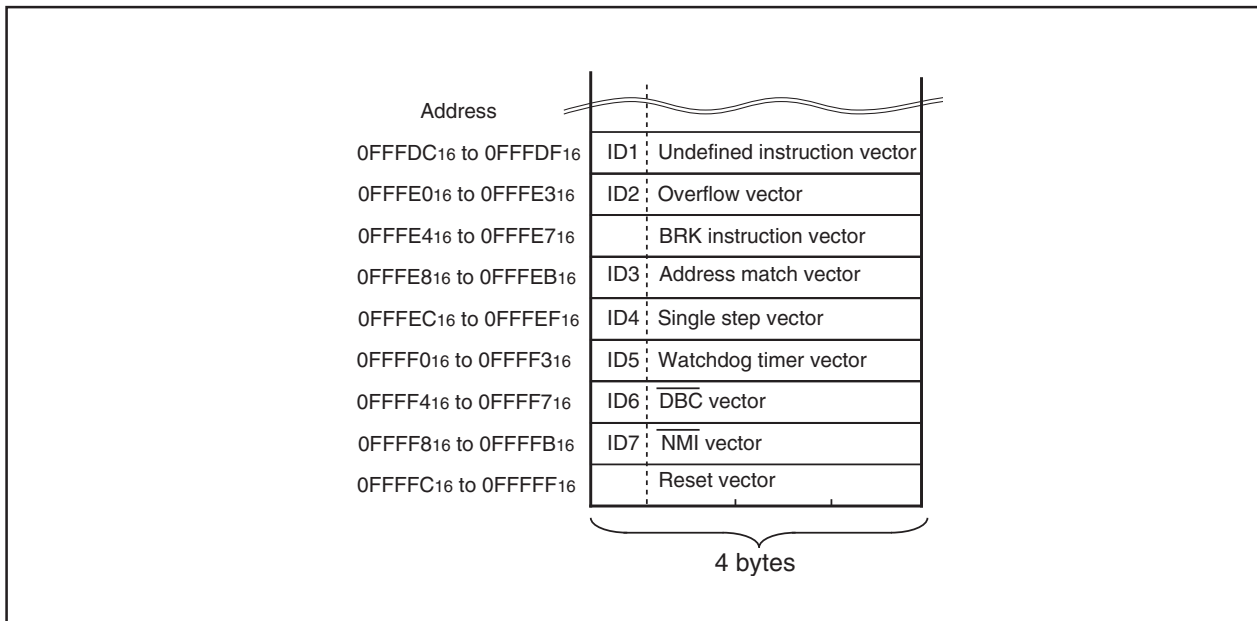 Address
0FFFDC16 to 0FFFDF16 ID1 Undefined instruction vector
0FFFE016 to 0FFFE316 ID2 Overflow vector
0FFFE416 to 0FFFE716 BRK instruction vector
0FFFE816 to 0FFFEB16 ID3 Address match vector
0FFFEC16 to 0FFFEF16 ID4 Single step vector
0FFFF016 to 0FFFF316 ID5 Watchdog timer vector
0FFFF416 to 0FFFF716 ID6 DBC vector
0FFFF816 to 0FFFFB16 ID7 NMI vector
0FFFFC16 to 0FFFFF16 Reset vector
4 bytes